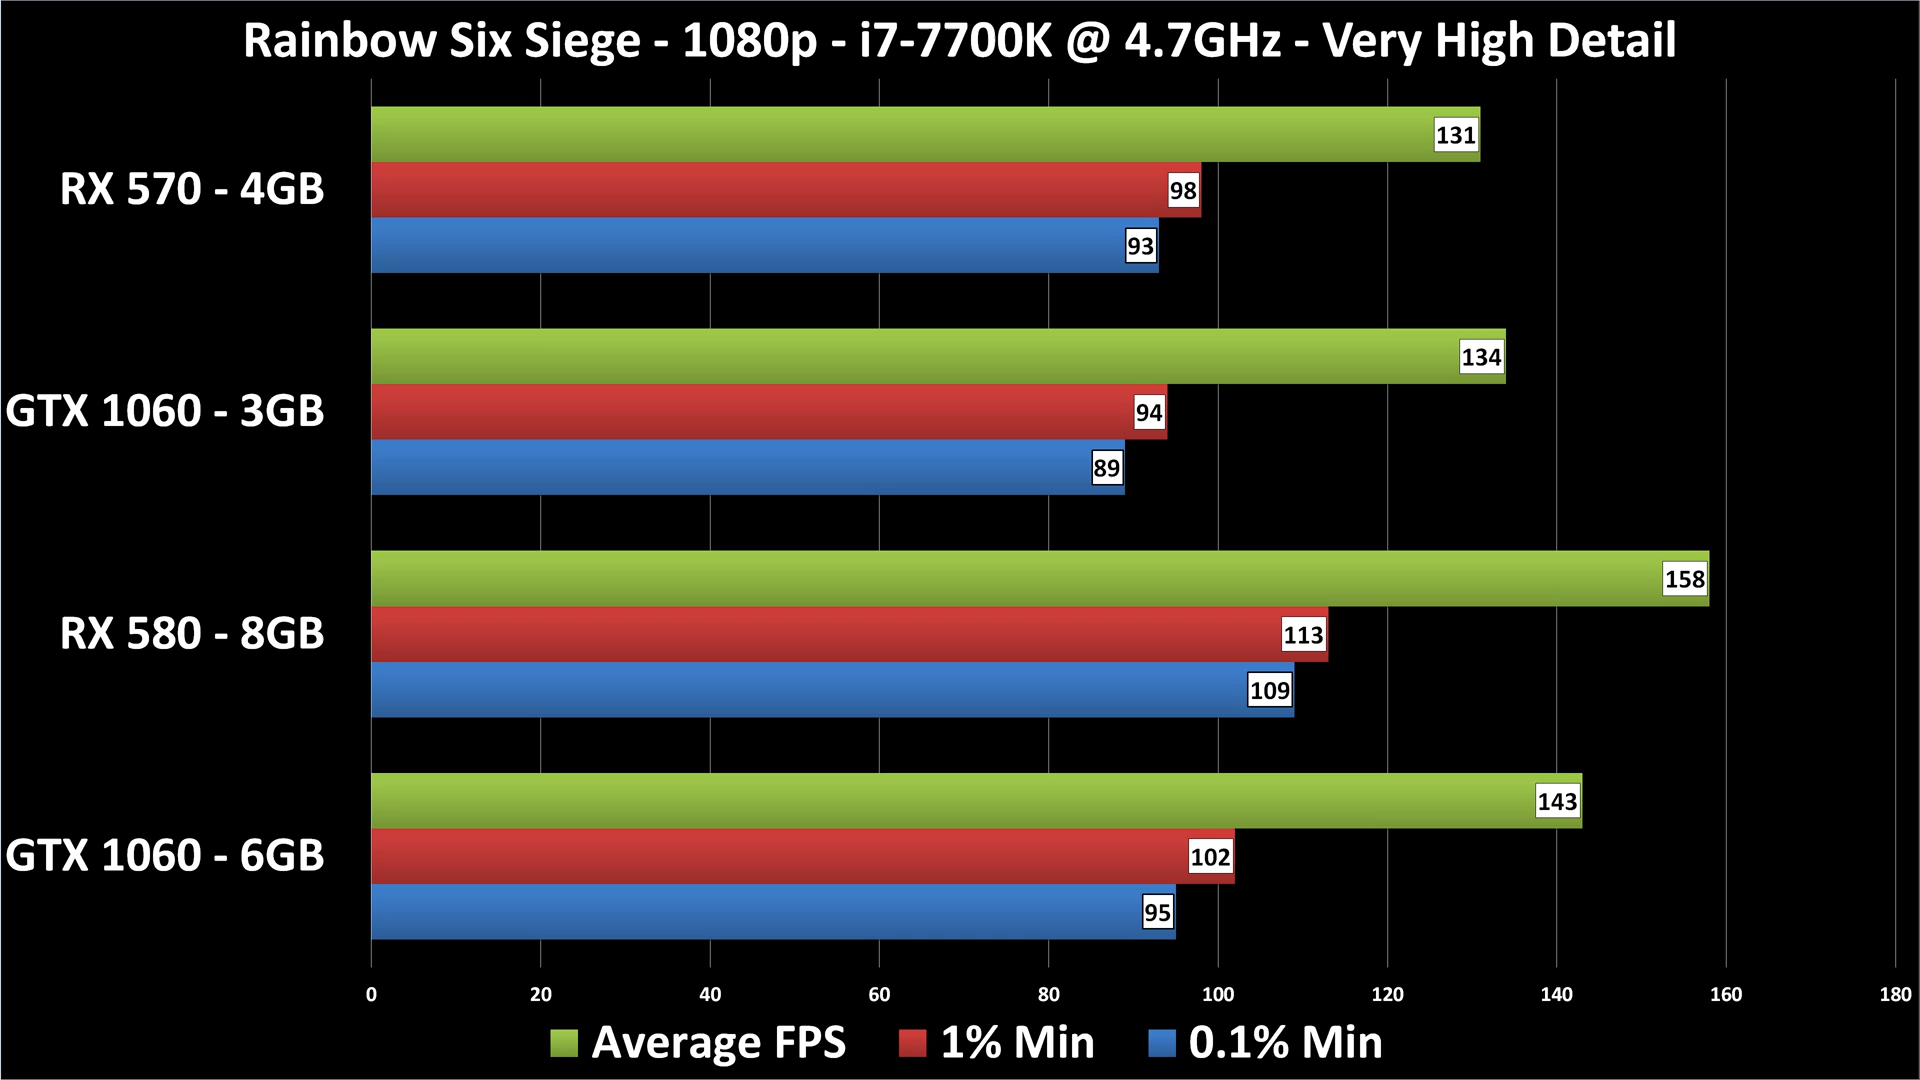 Rainbow Six Siege - 1080p - i7-7700K @ 4.7GHz - Very High Detail
131
RX 570 - 4GB
98
93
134
GTX 1060 - 3GB
94
89
158
RX 580 - 8GB
113
109
143
GTX 1060 - 6GB
102
95
0 20 40 60 80 100 120 140 160 180
Average FPS 1% Min 0.1% Min